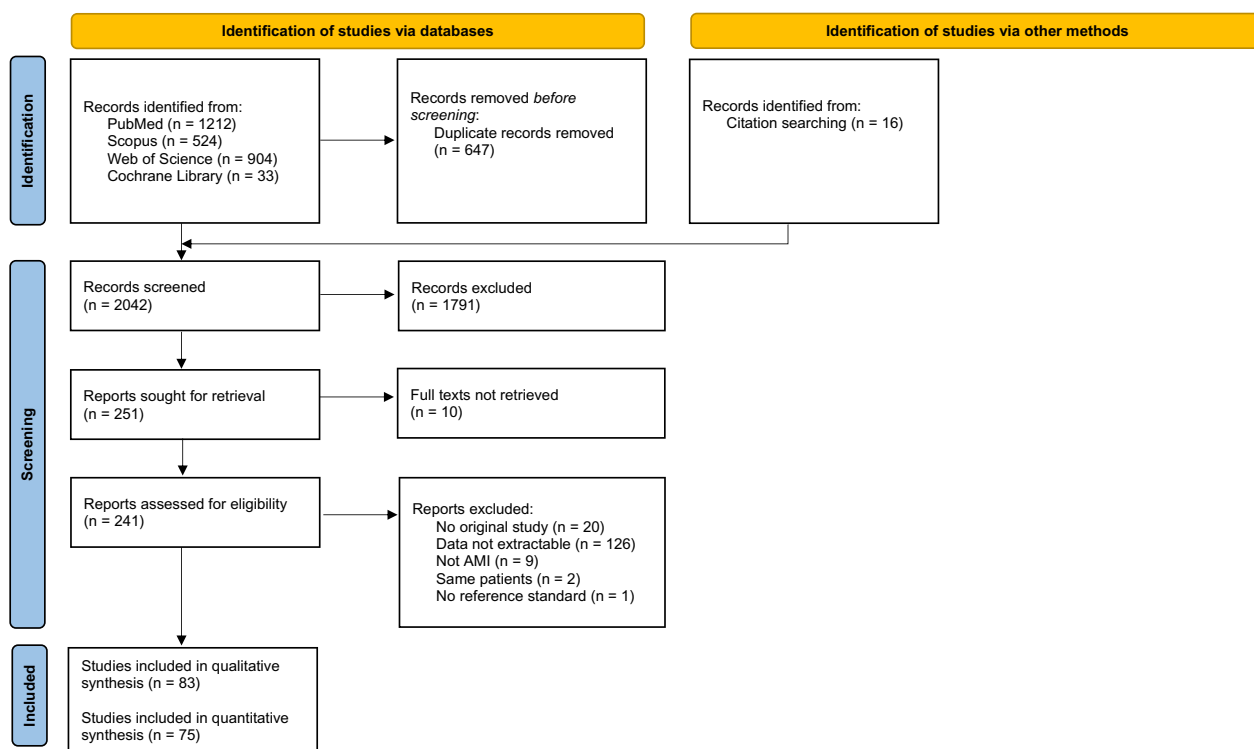 Identification of studies via databases
Identification of studies via other methods
Identification
Records identified from:
PubMed (n = 1212)
Scopus (n = 524)
Web of Science (n = 904)
Cochrane Library (n = 33)
Records removed before
screening:
Duplicate records removed
(n = 647)
Records identified from:
Citation searching (n = 16)
Screening
Records screened
(n = 2042)
Records excluded
(n = 1791)
Reports sought for retrieval
(n = 251)
Full texts not retrieved
(n = 10)
Reports assessed for eligibility
(n = 241)
Reports excluded:
No original study (n = 20)
Data not extractable (n = 126)
Not AMI (n = 9)
Same patients (n = 2)
No reference standard (n = 1)
Included
Studies included in qualitative
synthesis (n = 83)
Studies included in quantitative
synthesis (n = 75)